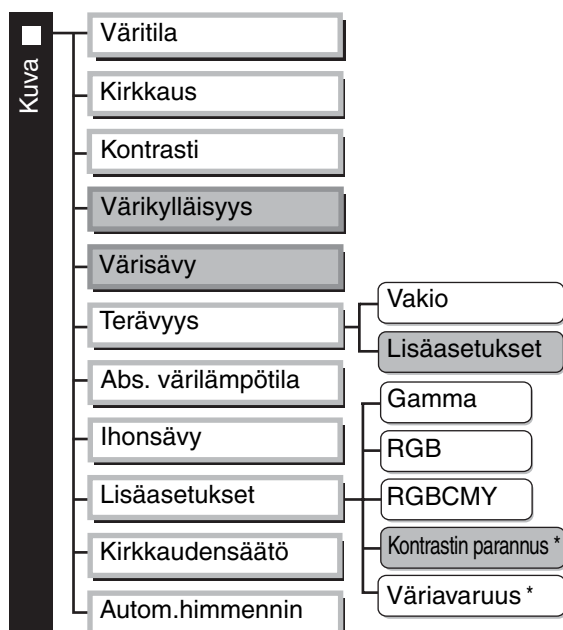 Kuva
Väritila
Kirkkaus
Kontrasti
Värikylläisyys
Värisävy
Terävyys
Vakio
Lisäasetukset
Abs. värilämpötila
Ihonsävy
Lisäasetukset
Gamma
RGB
RGBCMY
Kontrastin parannus *
Väriavaruus *
Kirkkaudensäätö
Autom.himmennin